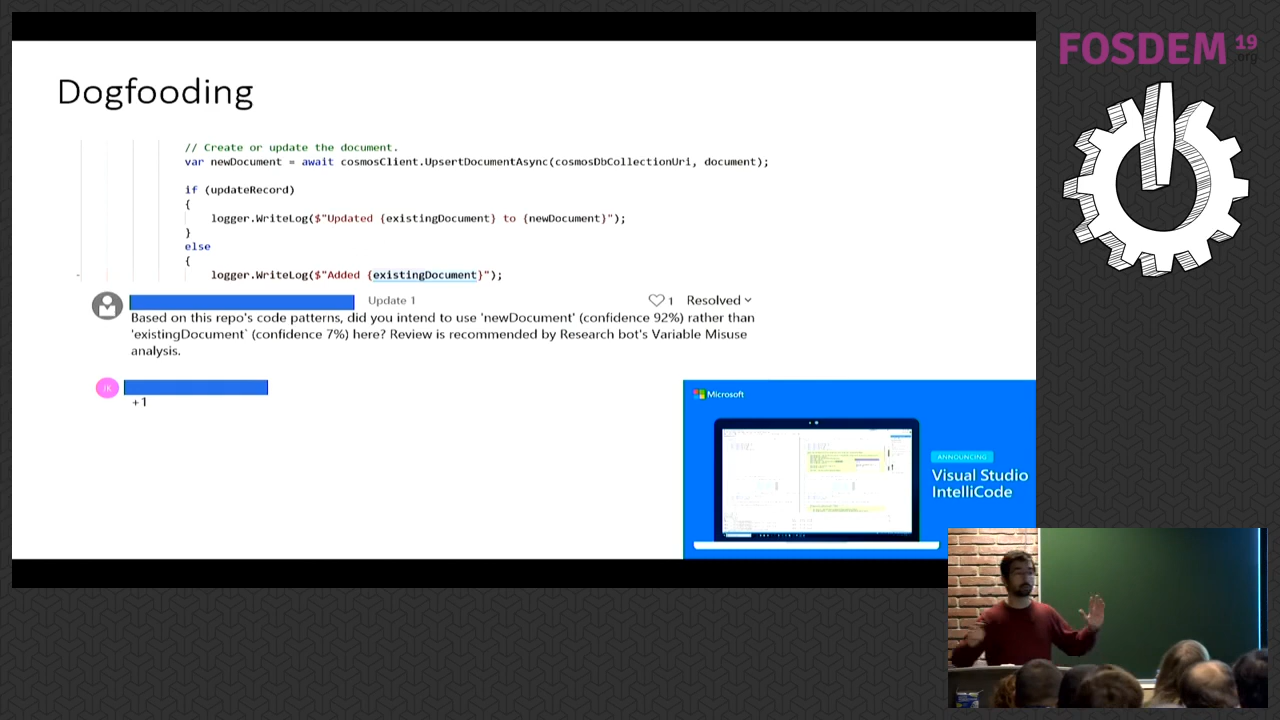 FOSDEM 19
.org
Dogfooding
// Create or update the document.
var newDocument = await cosmosClient.UpsertDocumentAsync(cosmosDbCollectionUri, document);
if (updateRecord)
{
logger.WriteLog($"Updated {existingDocument} to {newDocument}");
}
else
{
logger.WriteLog($"Added {existingDocument}");
Update 1
1 Resolved
Based on this repo's code patterns, did you intend to use 'newDocument' (confidence 92%) rather than
'existingDocument` (confidence 7%) here? Review is recommended by Research bot's Variable Misuse
analysis.
JK
+1
Microsoft
ANNOUNCING
Visual Studio
IntelliCode